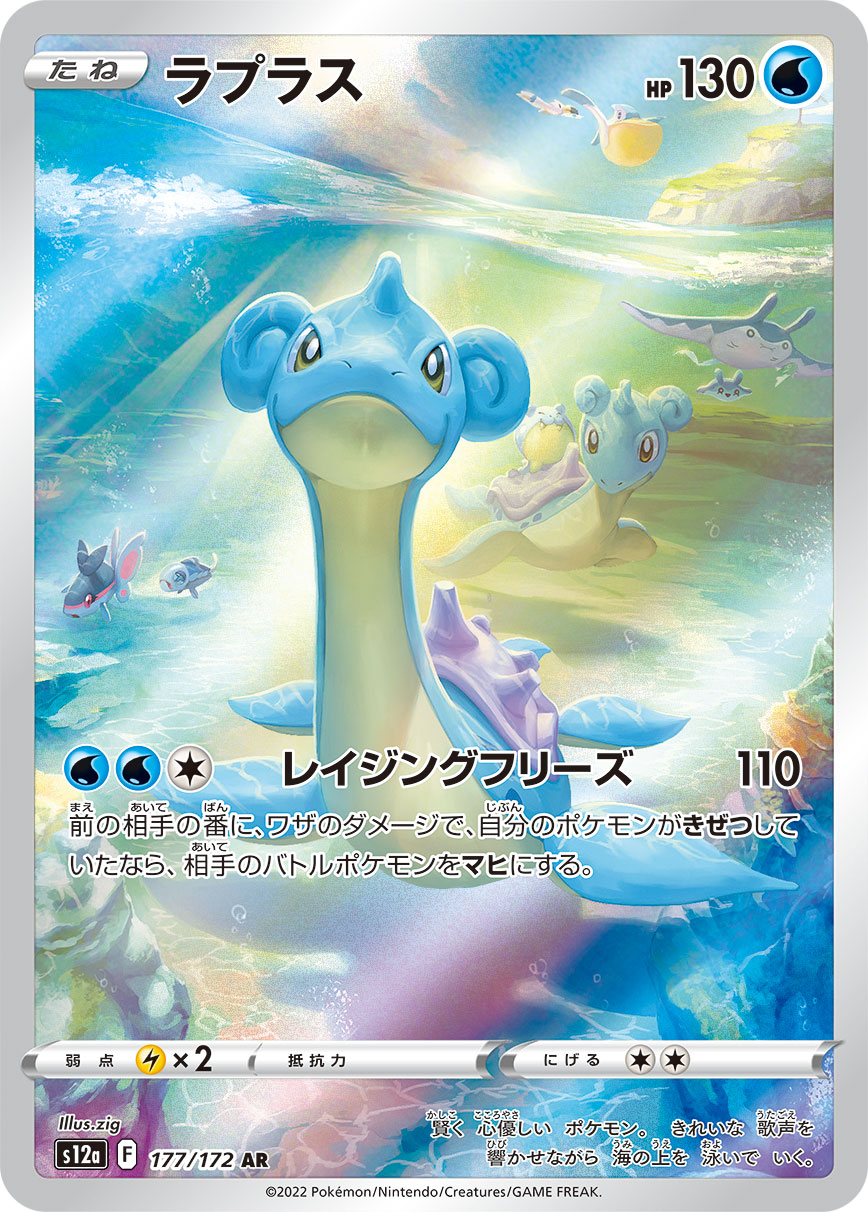 たね ラプラス HP 130
レイジングフリーズ 110
前の相手の番に、ワザのダメージで、自分のポケモンがきぜつして
いたなら、相手のバトルポケモンをマヒにする。
弱点 ×2 抵抗力 にげる
Illus.zig
賢く 心優しい ポケモン。 きれいな 歌声を
響かせながら 海の上を 泳いで いく。
s12a F 177/172 AR
©2022 Pokémon/Nintendo/Creatures/GAME FREAK.